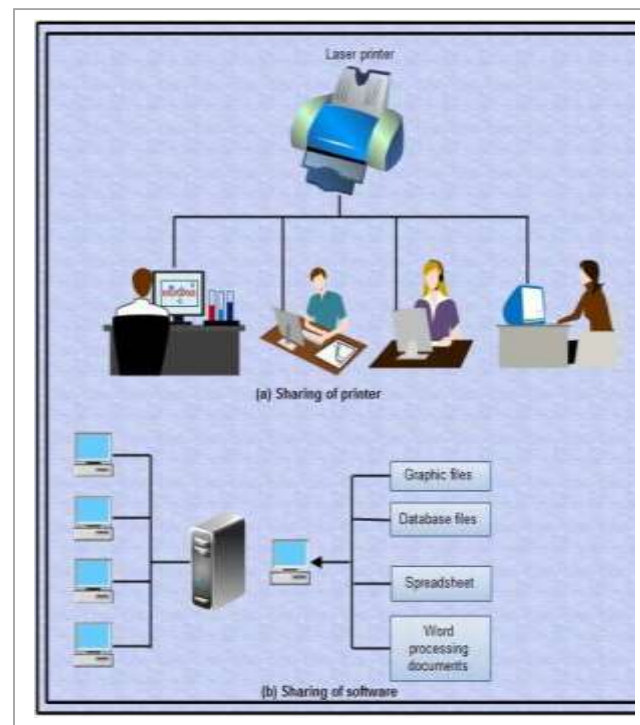 Laser printer
(a) Sharing of printer
Graphic files
Database files
Spreadsheet
Word
processing
documents
(b) Sharing of software